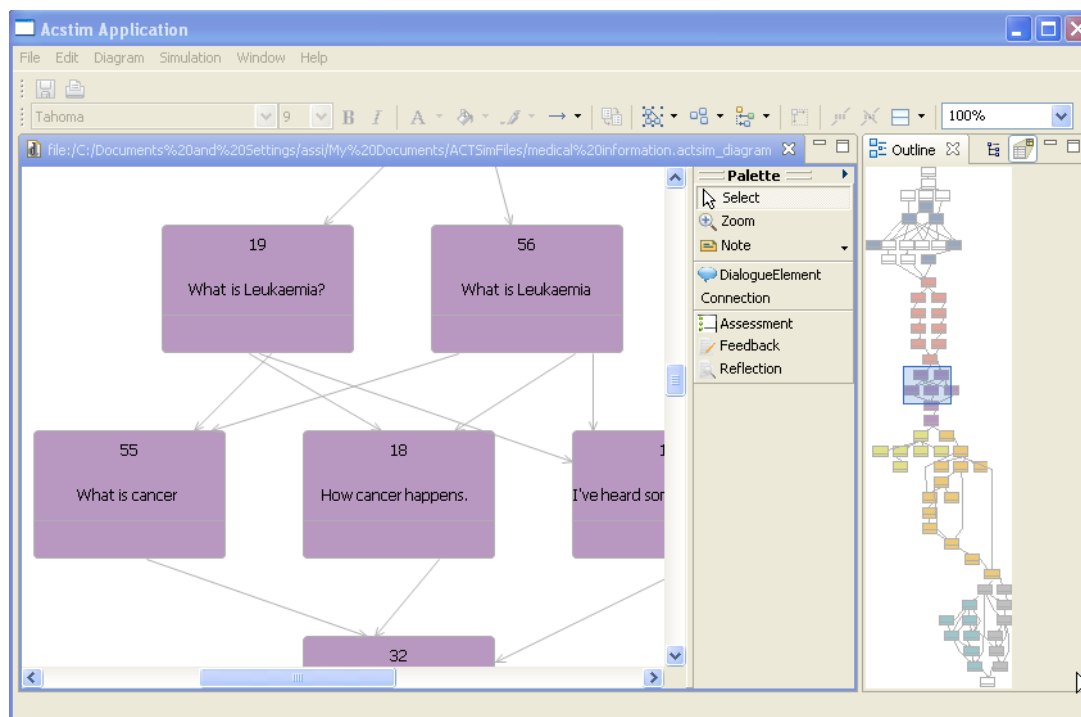 Acstim Application
File Edit Diagram Simulation Window Help
Tahoma 9 B I A 100%
file:/C:/Documents%20and%20Settings/assi/My%20Documents/ACTSimFiles/medical%20information.actsim_diagram
Outline
Palette
Select
Zoom
Note
DialogueElement
Connection
Assessment
Feedback
Reflection
19
What is Leukaemia?
56
What is Leukaemia
55
What is cancer
18
How cancer happens.
1
I've heard sor
32